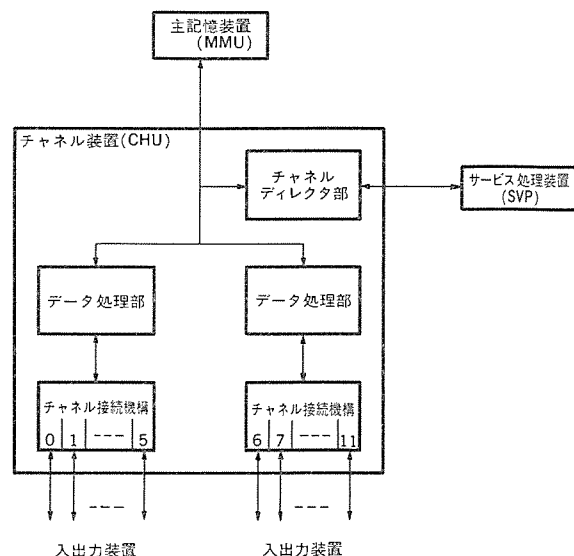 主記憶装置
(MMU)
チャネル装置(CHU)
チャネル
ディレクタ部
サービス処理装置
(SVP)
データ処理部
データ処理部
チャネル接続機構
0 1 --- 5
チャネル接続機構
6 7 --- 11
---
---
入出力装置
入出力装置